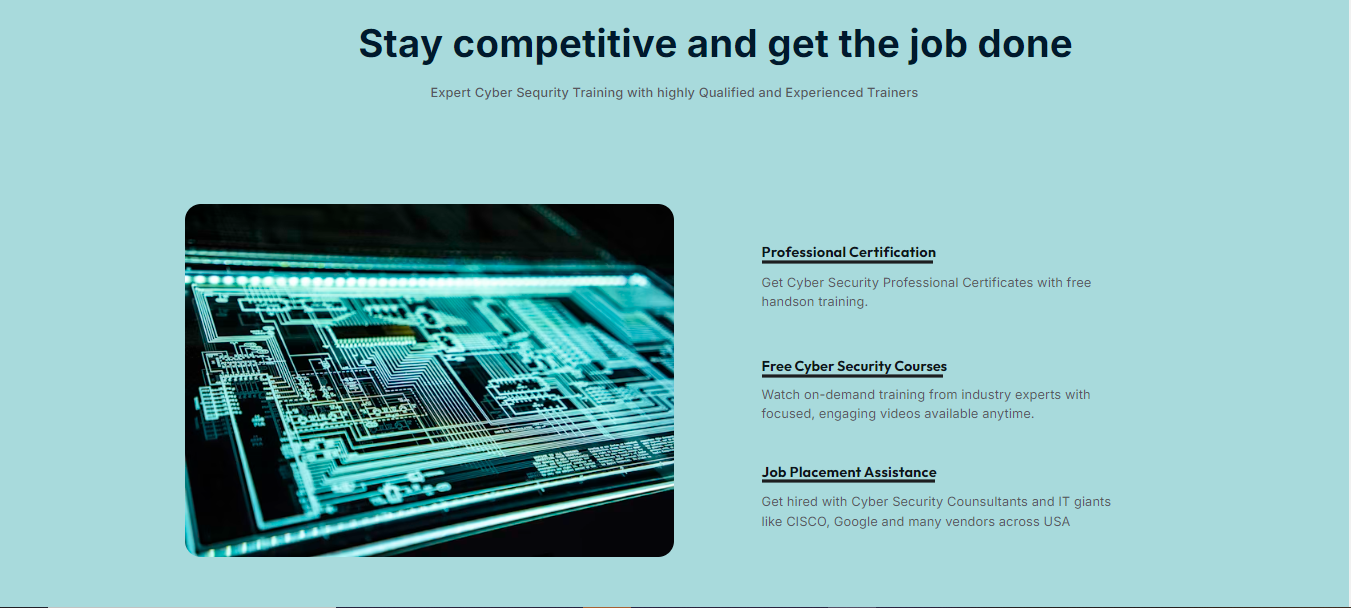 Stay competitive and get the job done
Expert Cyber Sequrity Training with highly Qualified and Experienced Trainers
Professional Certification
Get Cyber Security Professional Certificates with free
handson training.
Free Cyber Security Courses
Watch on-demand training from industry experts with
focused, engaging videos available anytime.
Job Placement Assistance
Get hired with Cyber Security Counsultants and IT giants
like CISCO, Google and many vendors across USA